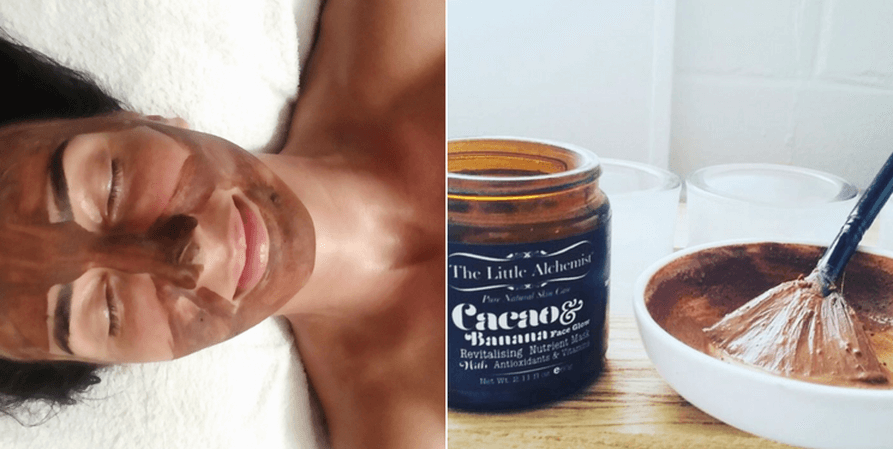 The Little Alchemist
Pure Natural Skin Care
Cacao &
Banana Face Glow
Revitalising Nutrient Mask
With Antioxidants & Vitamins